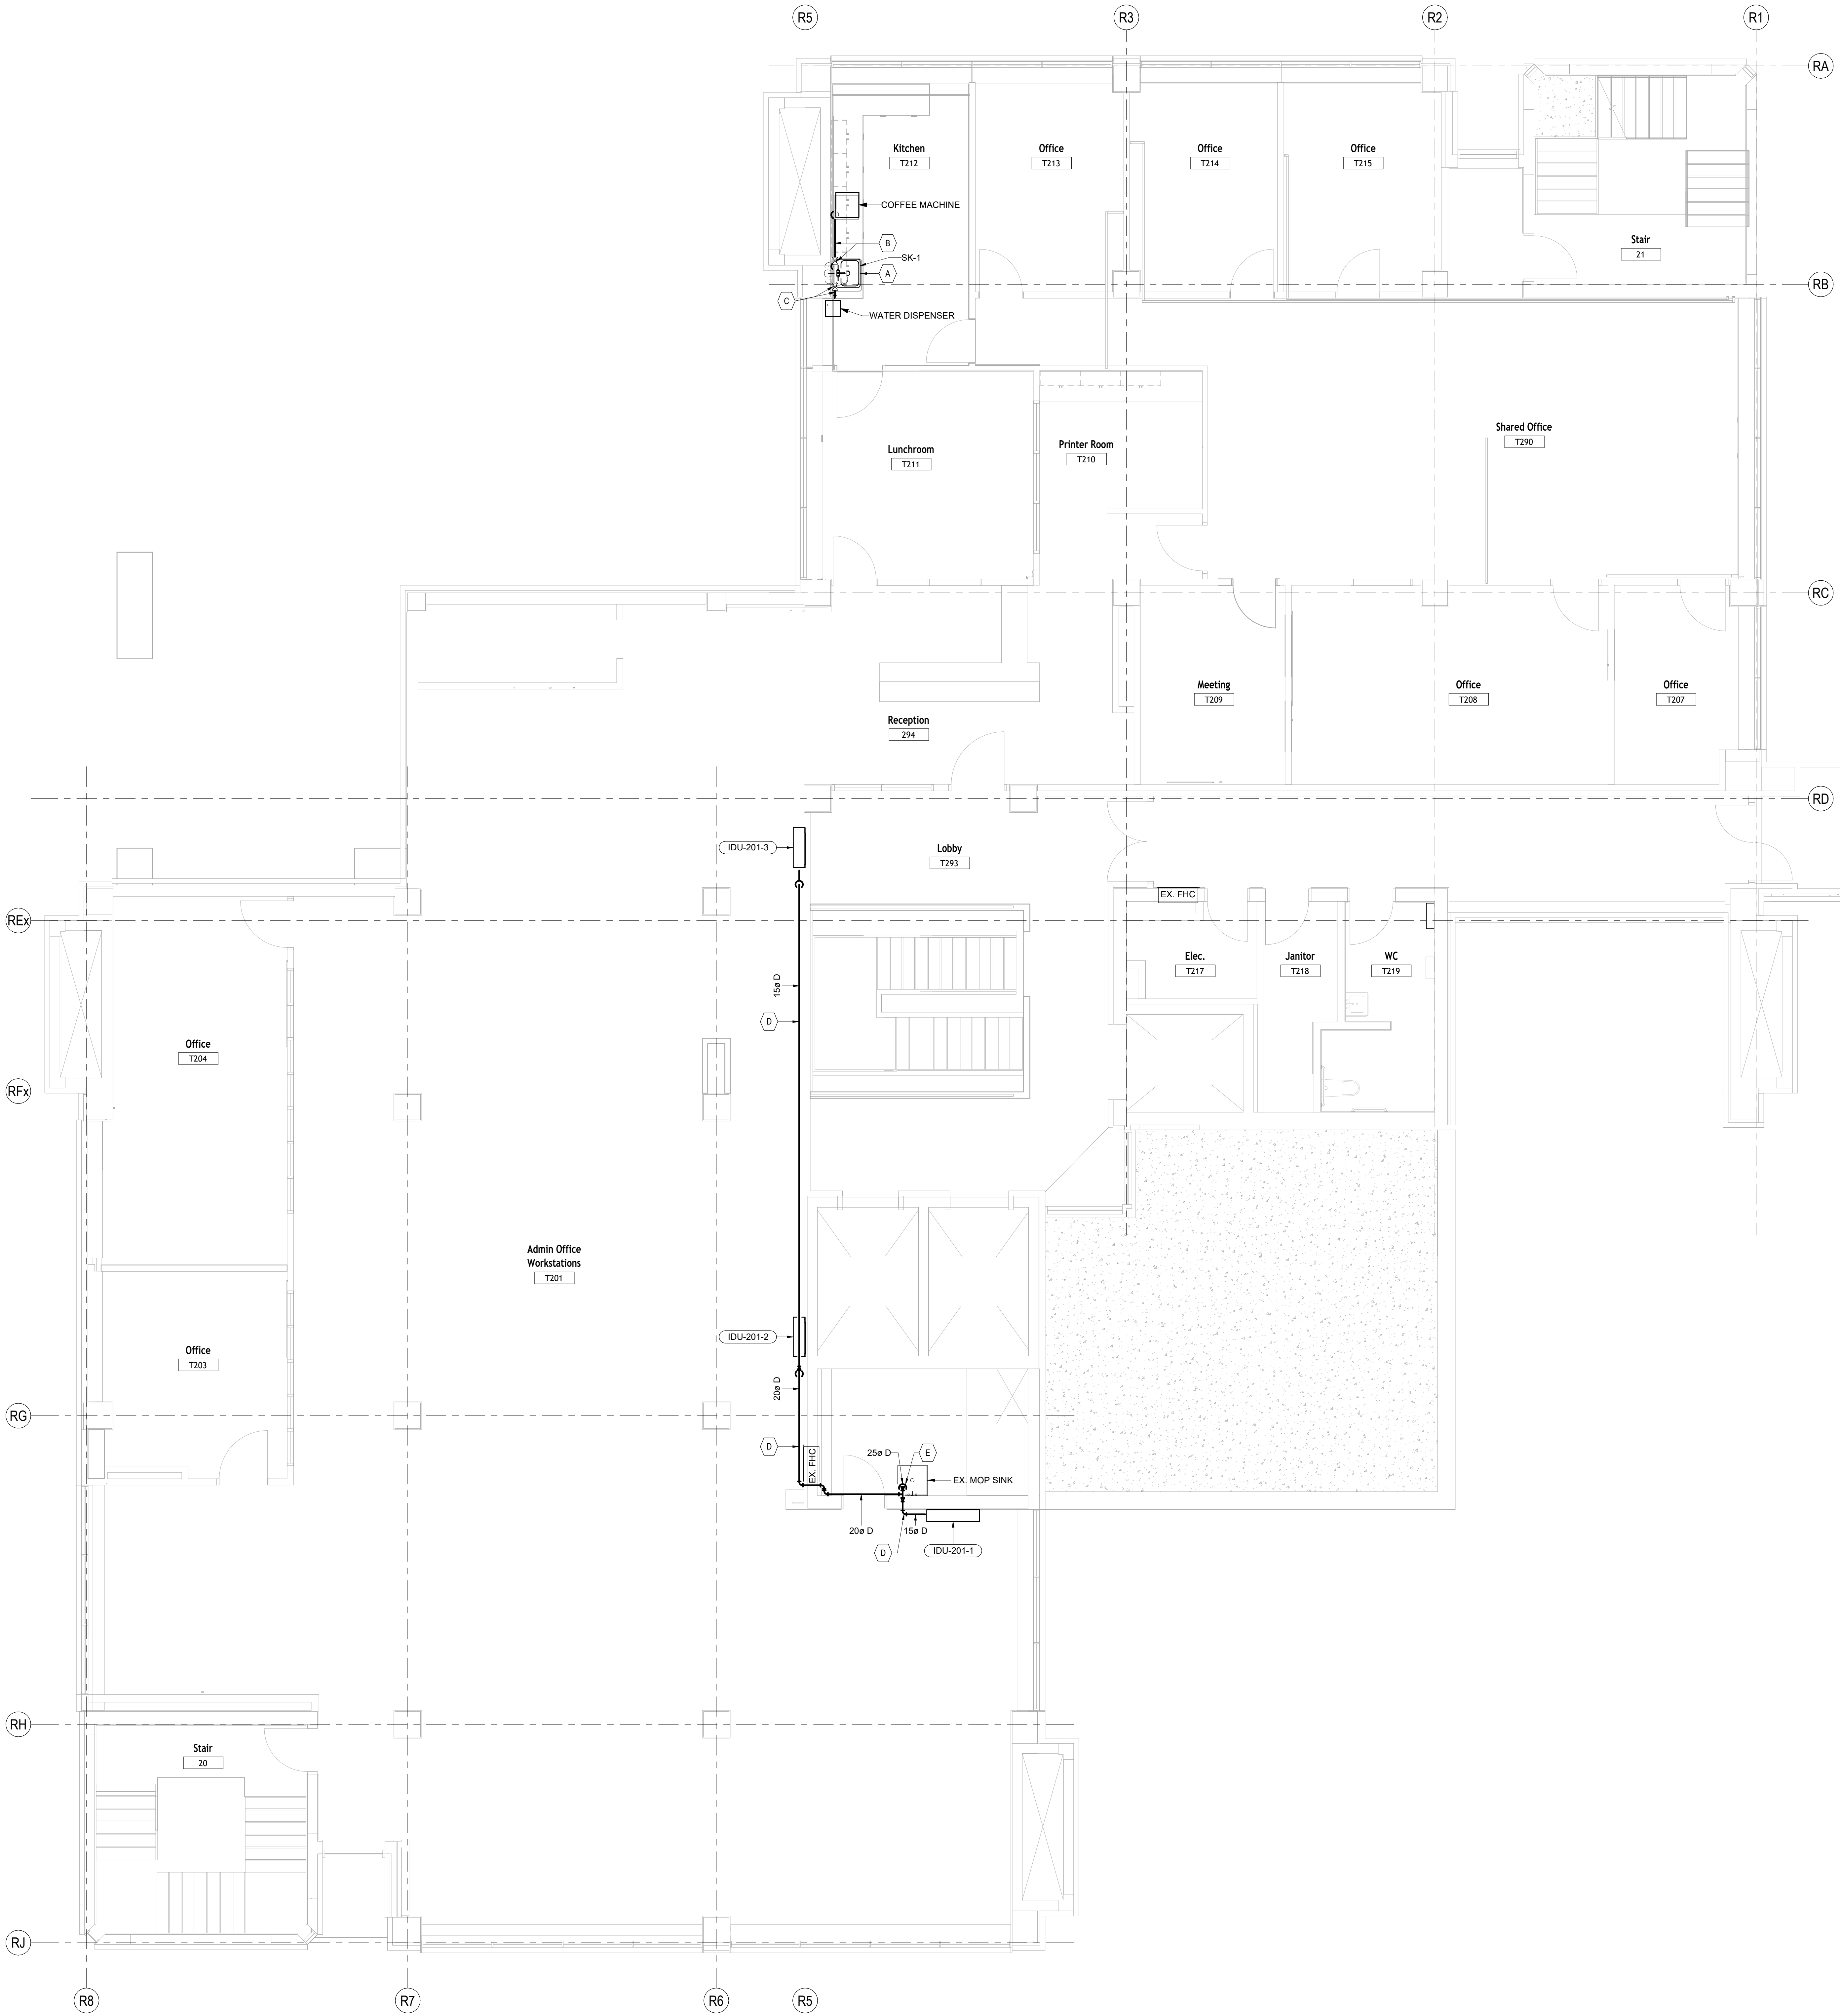 R5
R3
R2
R1
RA
Kitchen
T212
Office
T213
Office
T214
Office
T215
COFFEE MACHINE
B
SK-1
A
Stair
21
RB
C
WATER DISPENSER
Shared Office
T290
Lunchroom
T211
Printer Room
T210
RC
Meeting
T209
Office
T208
Office
T207
Reception
294
RD
IDU-201-3
Lobby
T293
EX. FHC
REx
Elec.
T217
Janitor
T218
WC
T219
15ø D
D
Office
T204
RFx
Admin Office
Workstations
T201
IDU-201-2
Office
T203
20ø D
RG
D
EX. FHC
25ø D
E
EX. MOP SINK
20ø D
15ø D
D
IDU-201-1
RH
Stair
20
RJ
R8
R7
R6
R5